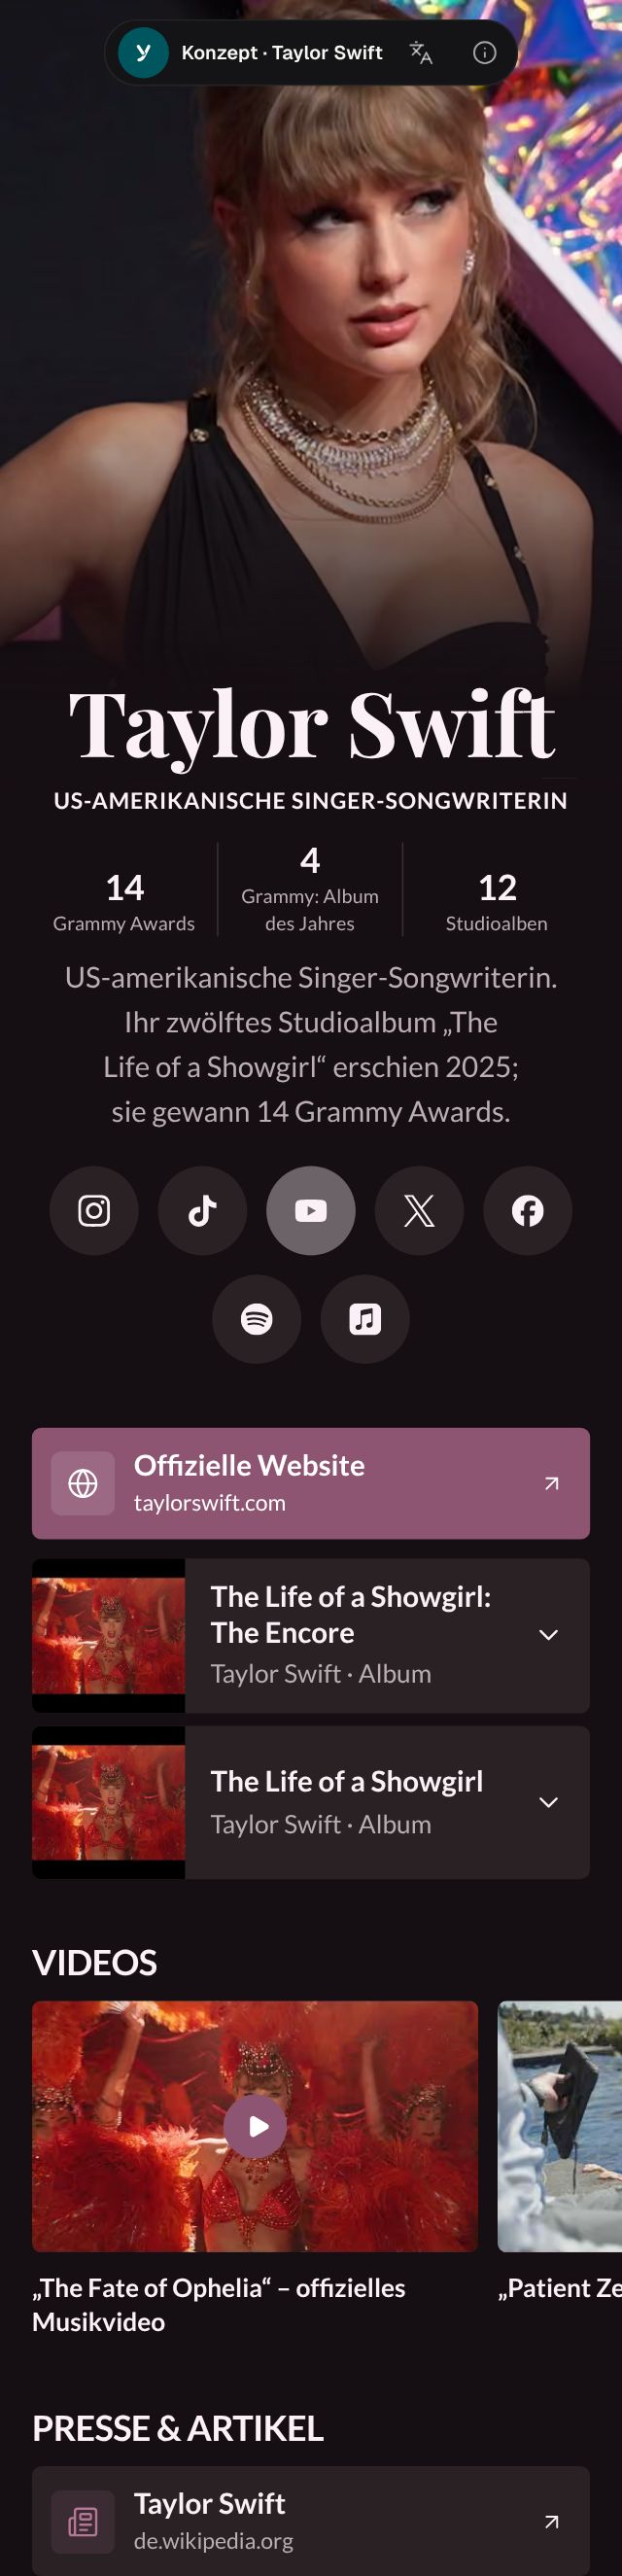 Konzept · Taylor Swift
Taylor Swift
US-AMERIKANISCHE SINGER-SONGWRITERIN
14
Grammy Awards
4
Grammy: Album
des Jahres
12
Studioalben
US-amerikanische Singer-Songwriterin.
Ihr zwölftes Studioalbum „The
Life of a Showgirl“ erschien 2025;
sie gewann 14 Grammy Awards.
Offizielle Website
taylorswift.com
The Life of a Showgirl:
The Encore
Taylor Swift · Album
The Life of a Showgirl
Taylor Swift · Album
VIDEOS
„The Fate of Ophelia“ – offizielles
Musikvideo
„Patient Ze
PRESSE & ARTIKEL
Taylor Swift
de.wikipedia.org